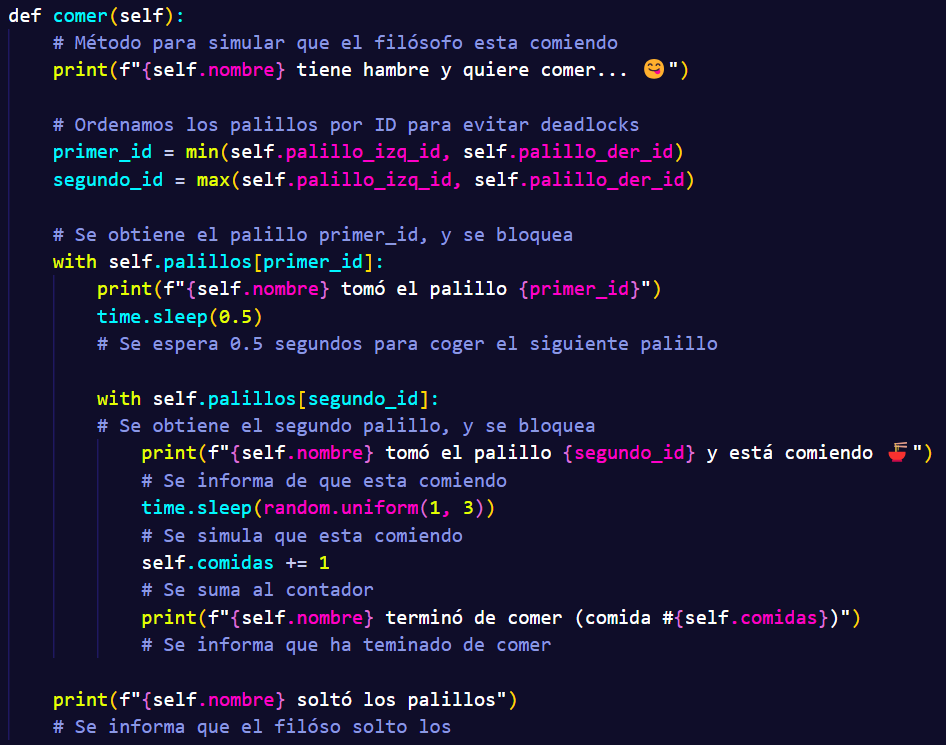 def comer(self):
    # Método para simular que el filósofo esta comiendo
    print(f"{self.nombre} tiene hambre y quiere comer... 😋")

    # Ordenamos los palillos por ID para evitar deadlocks
    primer_id = min(self.palillo_izq_id, self.palillo_der_id)
    segundo_id = max(self.palillo_izq_id, self.palillo_der_id)

    # Se obtiene el palillo primer_id, y se bloquea
    with self.palillos[primer_id]:
        print(f"{self.nombre} tomó el palillo {primer_id}")
        time.sleep(0.5)
        # Se espera 0.5 segundos para coger el siguiente palillo

        with self.palillos[segundo_id]:
        # Se obtiene el segundo palillo, y se bloquea
            print(f"{self.nombre} tomó el palillo {segundo_id} y está comiendo 🥢")
            # Se informa de que esta comiendo
            time.sleep(random.uniform(1, 3))
            # Se simula que esta comiendo
            self.comidas += 1
            # Se suma al contador
            print(f"{self.nombre} terminó de comer (comida #{self.comidas})")
            # Se informa que ha teminado de comer

    print(f"{self.nombre} soltó los palillos")
    # Se informa que el filóso solto los